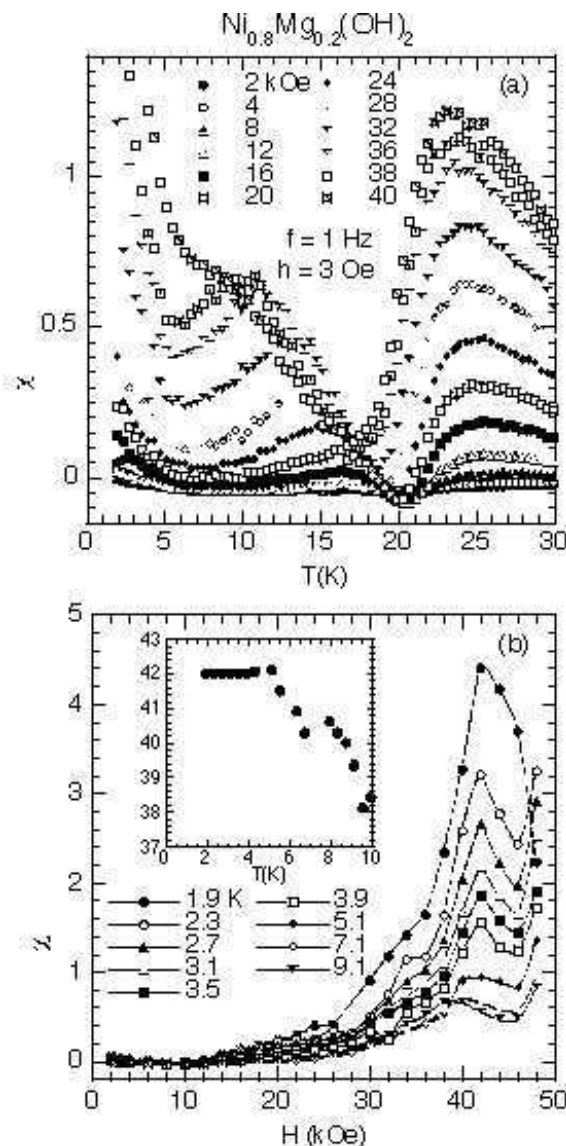 Ni0.8Mg0.2(OH)2
(a)
2 kOe
4
8
12
16
20
24
28
32
36
38
40
f = 1 Hz
h = 3 Oe
1
0.5
0
χ
0 5 10 15 20 25 30
T(K)
(b)
5
4
3
2
1
0
χ
43
42
41
40
39
38
37
0 2 4 6 8 10
T(K)
1.9 K
2.3
2.7
3.1
3.5
3.9
5.1
7.1
9.1
0 10 20 30 40 50
H (kOe)